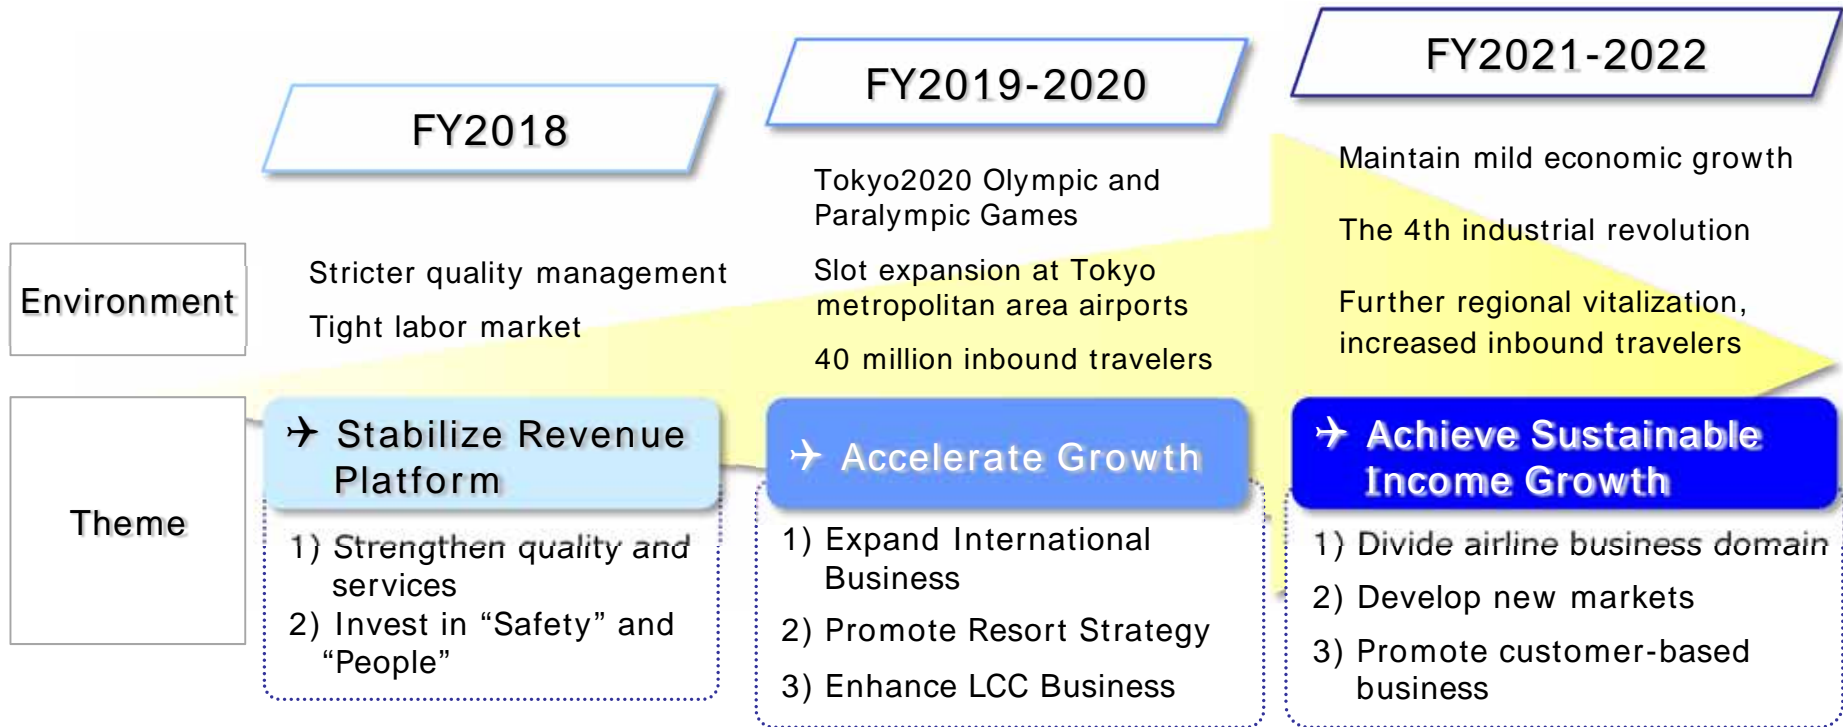 FY2018
FY2019-2020
FY2021-2022
Environment
Stricter quality management
Tight labor market
Tokyo2020 Olympic and
Paralympic Games
Slot expansion at Tokyo
metropolitan area airports
40 million inbound travelers
Maintain mild economic growth
The 4th industrial revolution
Further regional vitalization,
increased inbound travelers
Theme
✈ Stabilize Revenue
Platform
1) Strengthen quality and
services
2) Invest in “Safety” and
“People”
✈ Accelerate Growth
1) Expand International
Business
2) Promote Resort Strategy
3) Enhance LCC Business
✈ Achieve Sustainable
Income Growth
1) Divide airline business domain
2) Develop new markets
3) Promote customer-based
business